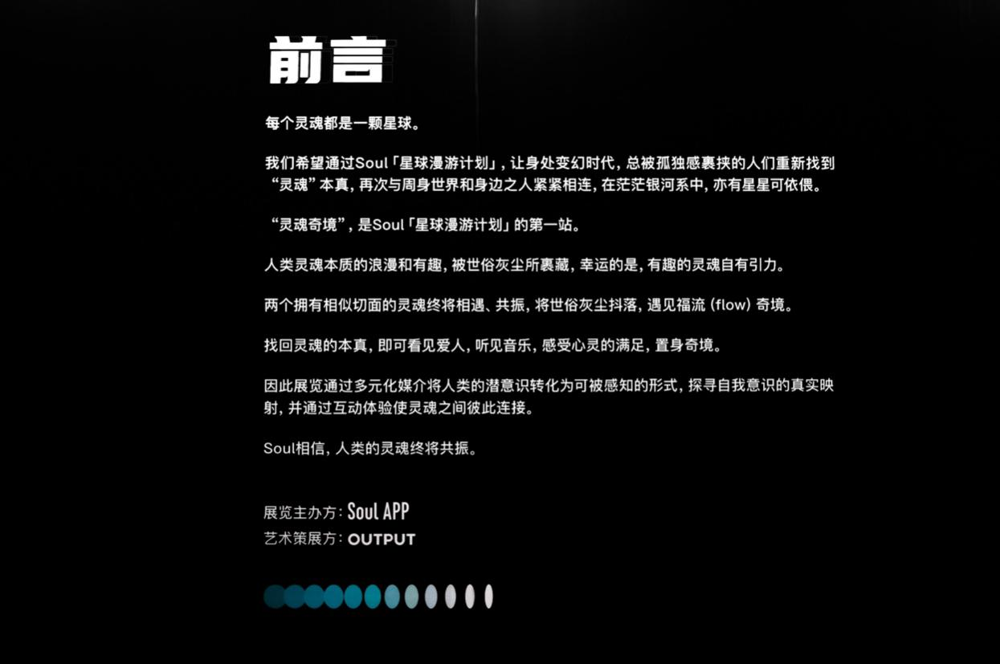 前言
每个灵魂都是一颗星球。
我们希望通过Soul「星球漫游计划」,让身处变幻时代,总被孤独感裹挟的人们重新找到
“灵魂”本真,再次与周身世界和身边之人紧紧相连,在茫茫银河系中,亦有星星可依偎。
“灵魂奇境”,是Soul「星球漫游计划」的第一站。
人类灵魂本质的浪漫和有趣,被世俗灰尘所裹藏,幸运的是,有趣的灵魂自有引力。
两个拥有相似切面的灵魂终将相遇、共振,将世俗灰尘抖落,遇见福流(flow)奇境。
找回灵魂的本真,即可看见爱人,听见音乐,感受心灵的满足,置身奇境。
因此展览通过多元化媒介将人类的潜意识转化为可被感知的形式,探寻自我意识的真实映
射,并通过互动体验使灵魂之间彼此连接。
Soul相信,人类的灵魂终将共振。
展览主办方:Soul APP
艺术策展方:OUTPUT